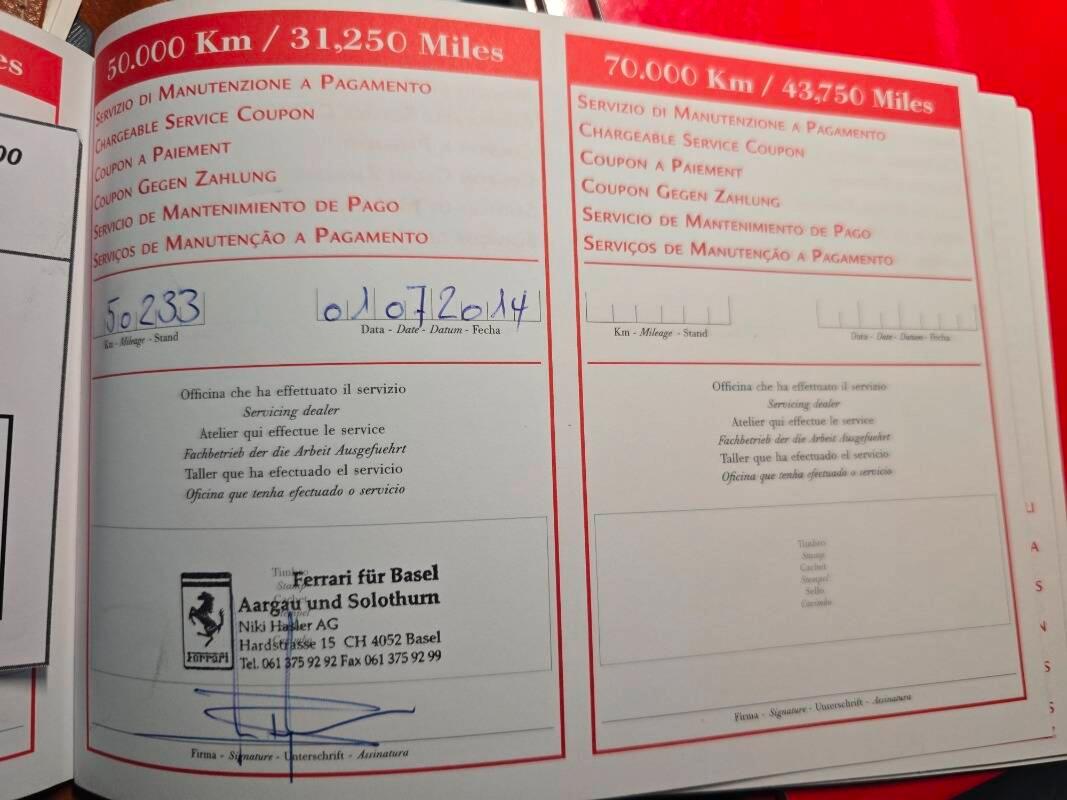 es
00
50.000 Km / 31,250 Miles
Servizio di Manutenzione a Pagamento
Chargeable Service Coupon
Coupon a Paiement
Coupon Gegen Zahlung
Servicio de Mantenimiento de Pago
Serviços de Manutenção a Pagamento
50233
01072014
Km - Mileage - Stand
Data - Date - Datum - Fecha
Officina che ha effettuato il servizio
Servicing dealer
Atelier qui effectue le service
Fachbetrieb der die Arbeit Ausgefuehrt
Taller que ha efectuado el servicio
Oficina que tenha efectuado o servicio
Ferrari für Basel
Aargau und Solothurn
Niki Hasler AG
Hardstrasse 15 CH 4052 Basel
Tel. 061 375 92 92 Fax 061 375 92 99
Ferrari
Firma - Signature - Unterschrift - Assinatura
70.000 Km / 43,750 Miles
Servizio di Manutenzione a Pagamento
Chargeable Service Coupon
Coupon a Paiement
Coupon Gegen Zahlung
Servicio de Mantenimiento de Pago
Serviços de Manutenção a Pagamento
Km - Mileage - Stand
Data - Date - Datum - Fecha
Officina che ha effettuato il servizio
Servicing dealer
Atelier qui effectue le service
Fachbetrieb der die Arbeit Ausgefuehrt
Taller que ha efectuado el servicio
Oficina que tenha efectuado o servicio
Timbro
Stamp
Cachet
Stempel
Sello
Carimbo
Firma - Signature - Unterschrift - Assinatura